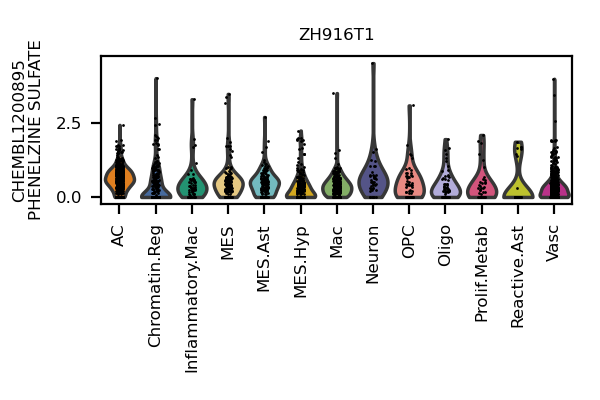 ZH916T1
CHEMBL1200895
PHENELZINE SULFATE
2.5
0.0
AC
Chromatin.Reg
Inflammatory.Mac
MES
MES.Ast
MES.Hyp
Mac
Neuron
OPC
Oligo
Prolif.Metab
Reactive.Ast
Vasc